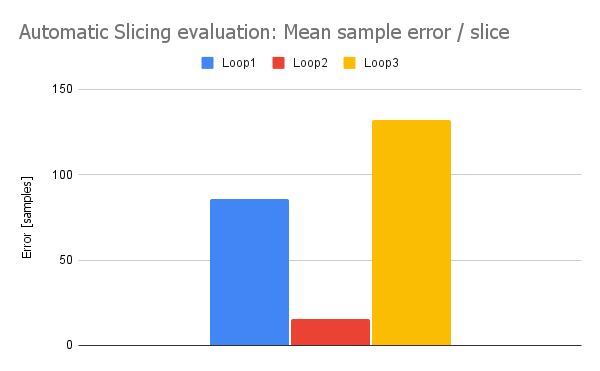 Automatic Slicing evaluation: Mean sample error / slice
Loop1 Loop2 Loop3
150
100
50
0
Error [samples]